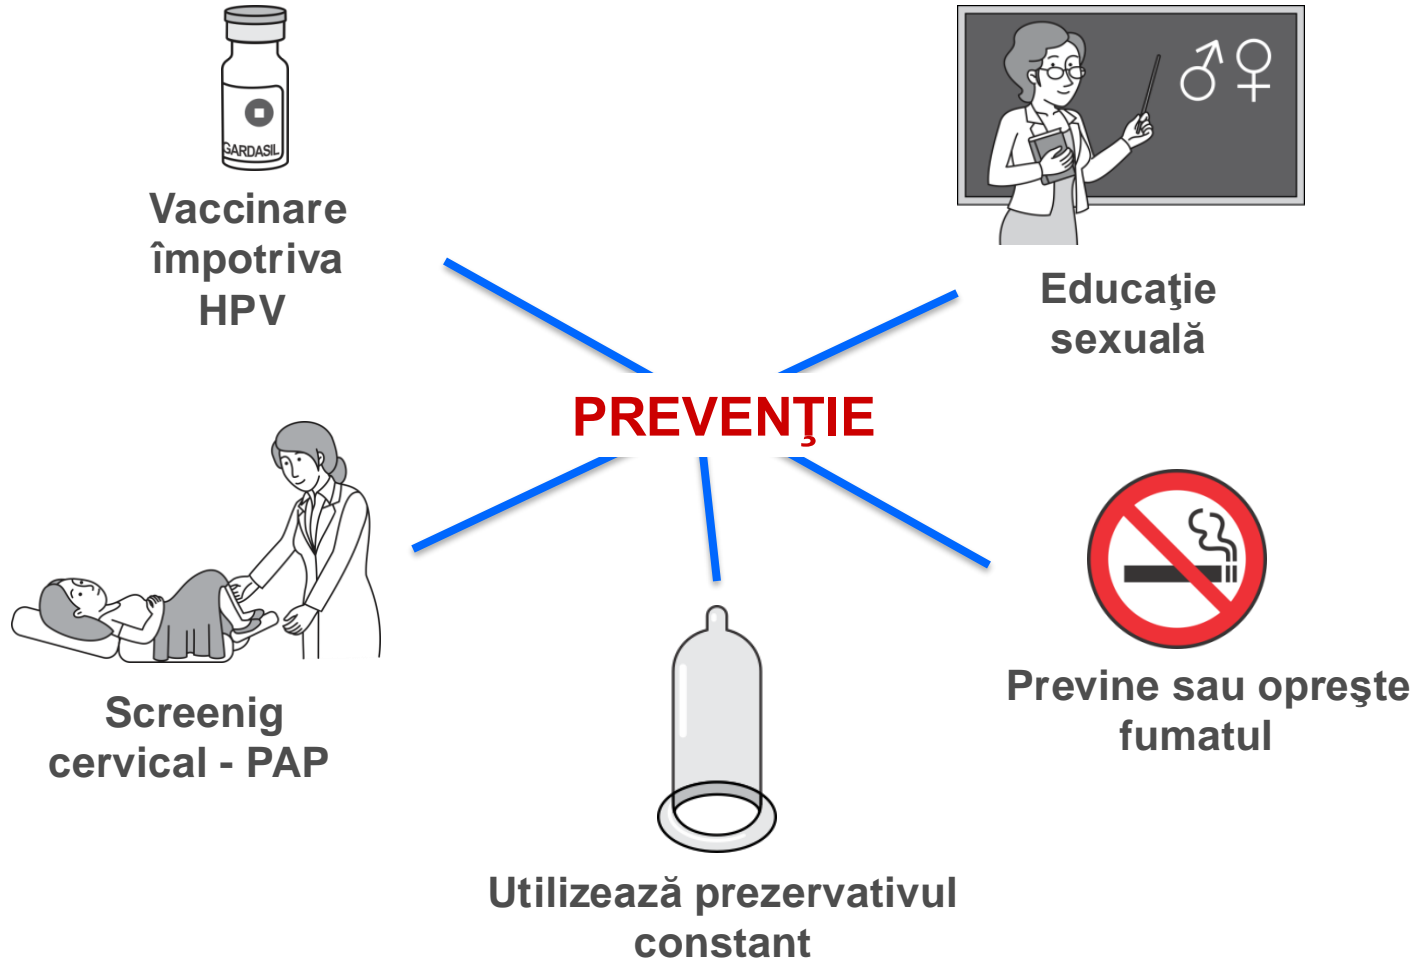 GARDASIL
Vaccinare
împotriva
HPV
Educaţie
sexuală
PREVENŢIE
Screenig
cervical - PAP
Previne sau opreşte
fumatul
Utilizează prezervativul
constant